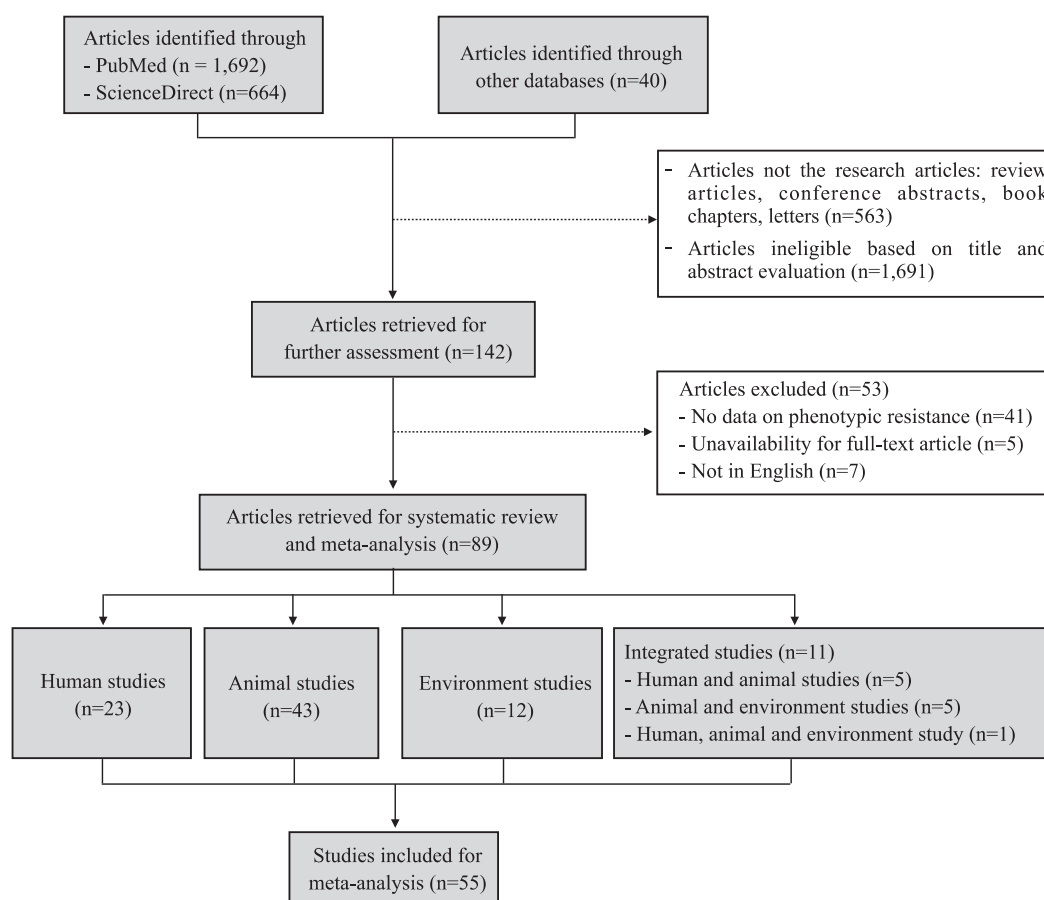 Articles identified through
- PubMed (n = 1,692)
- ScienceDirect (n=664)
Articles identified through
other databases (n=40)
- Articles not the research articles: review
articles, conference abstracts, book
chapters, letters (n=563)
- Articles ineligible based on title and
abstract evaluation (n=1,691)
Articles retrieved for
further assessment (n=142)
Articles excluded (n=53)
- No data on phenotypic resistance (n=41)
- Unavailability for full-text article (n=5)
- Not in English (n=7)
Articles retrieved for systematic review
and meta-analysis (n=89)
Human studies
(n=23)
Animal studies
(n=43)
Environment studies
(n=12)
Integrated studies (n=11)
- Human and animal studies (n=5)
- Animal and environment studies (n=5)
- Human, animal and environment study (n=1)
Studies included for
meta-analysis (n=55)